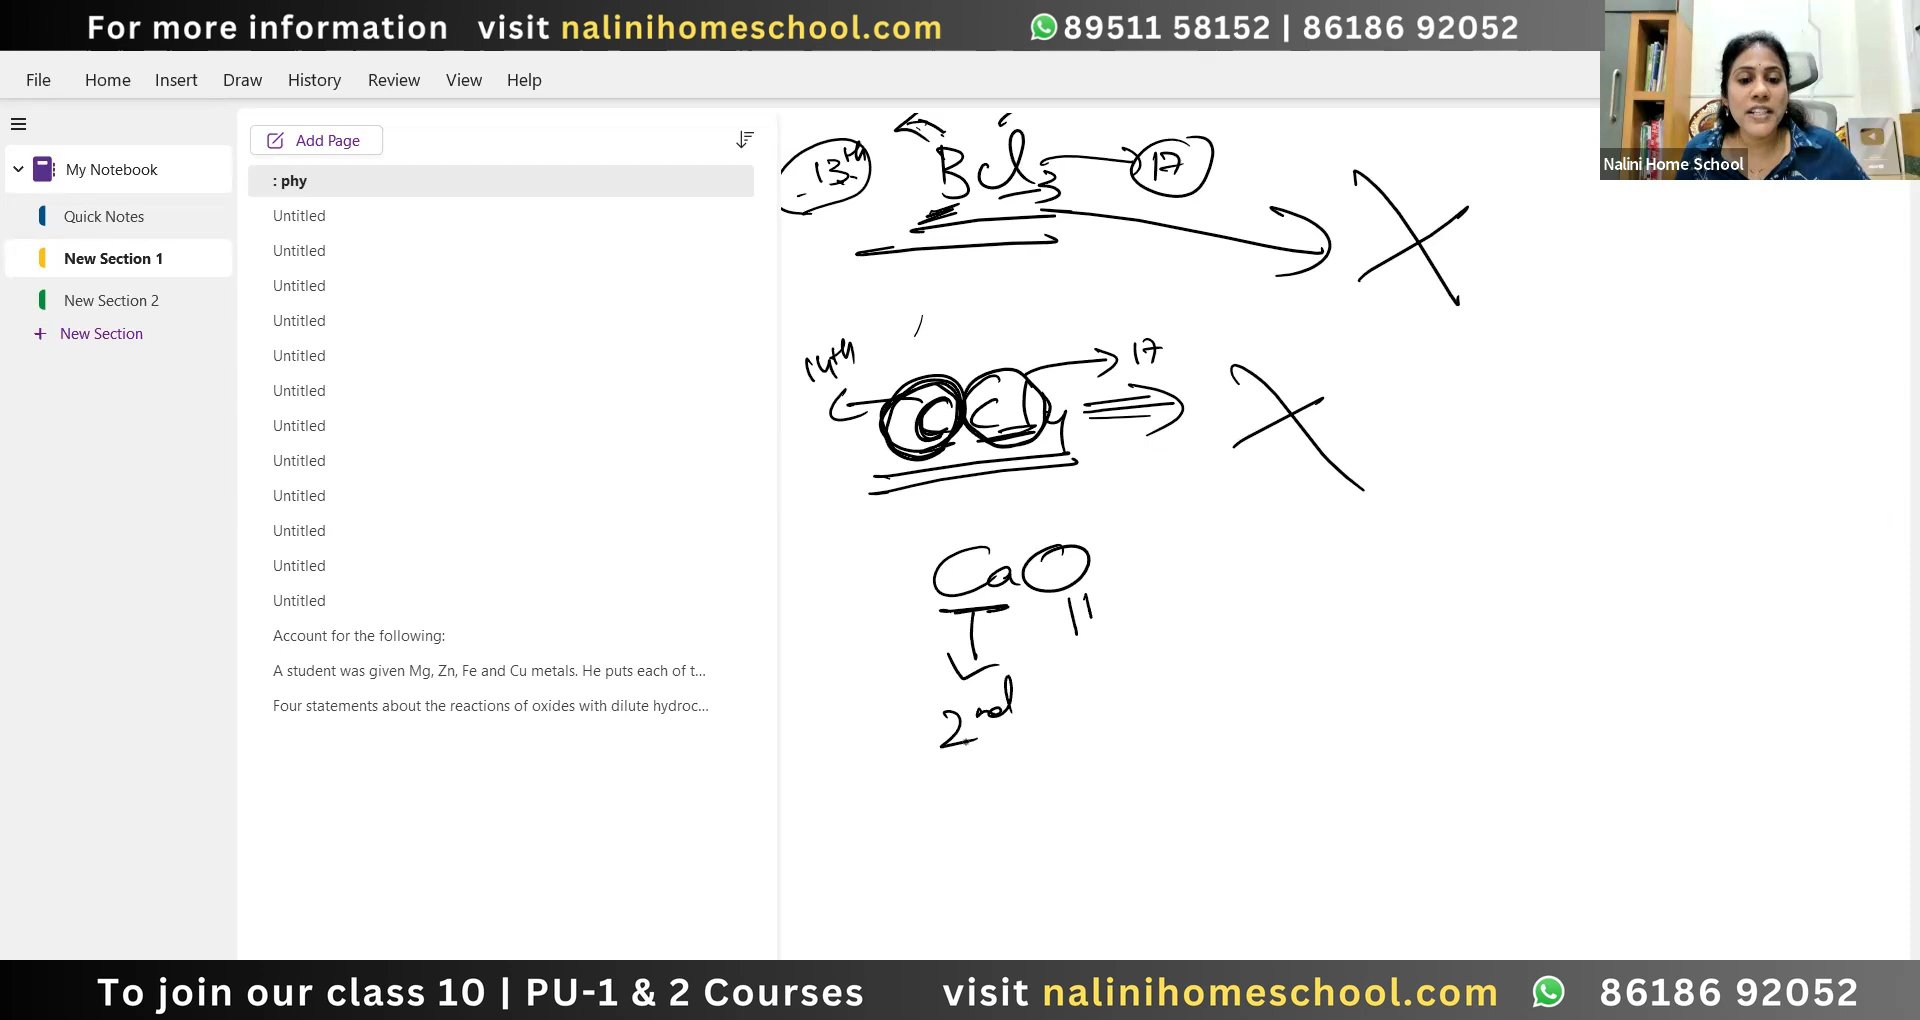 For more information visit nalinihomeschool.com 89511 58152 | 86186 92052
File Home Insert Draw History Review View Help
Nalini Home School
Add Page
My Notebook
Quick Notes
New Section 1
New Section 2
+ New Section
: phy
Untitled
Untitled
Untitled
Untitled
Untitled
Untitled
Untitled
Untitled
Untitled
Untitled
Untitled
Untitled
Account for the following:
A student was given Mg, Zn, Fe and Cu metals. He puts each of t...
Four statements about the reactions of oxides with dilute hydroc...
13th BCl3 17
14th CCl4 17
CaO
2nd
To join our class 10 | PU-1 & 2 Courses visit nalinihomeschool.com 86186 92052